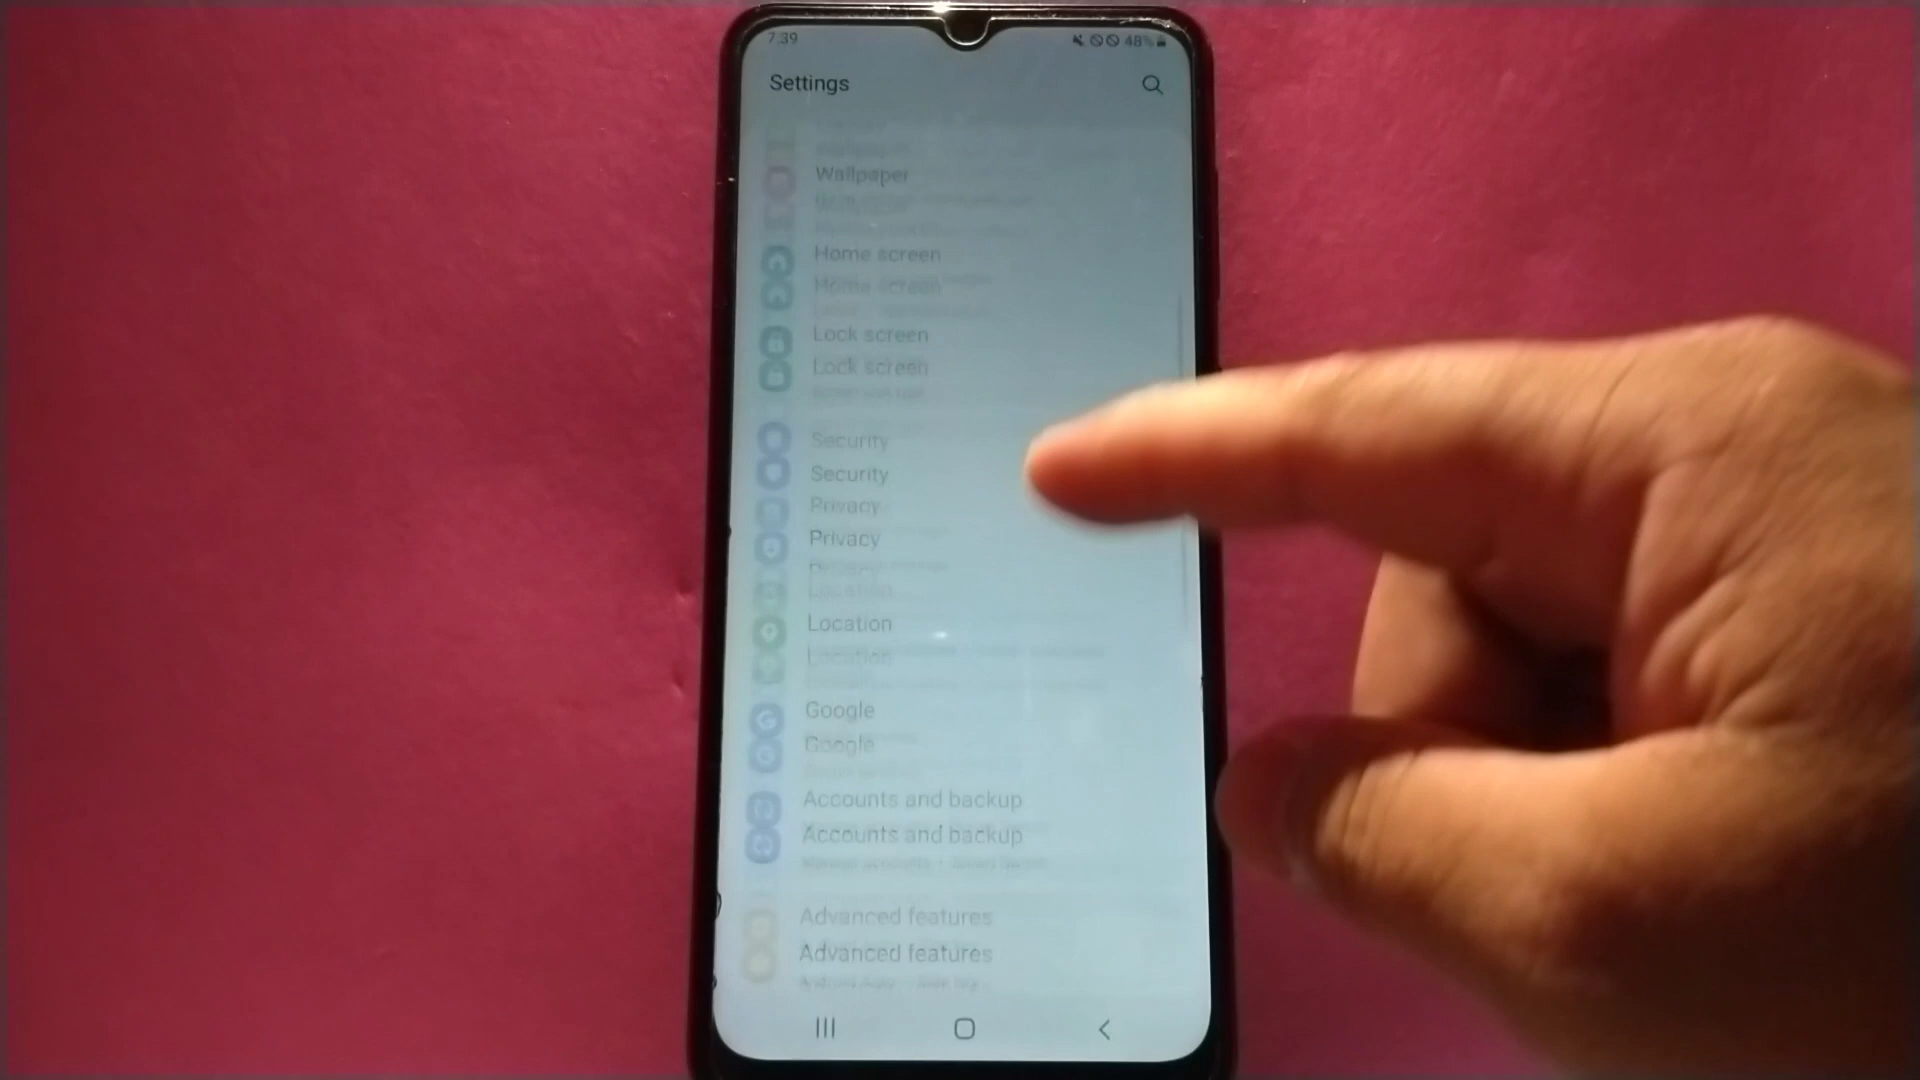 7:39
48%
Settings
Wallpaper
Home screen
Home screen
Lock screen
Lock screen
Security
Security
Privacy
Privacy
Location
Location
Location
Google
Google
Accounts and backup
Accounts and backup
Advanced features
Advanced features